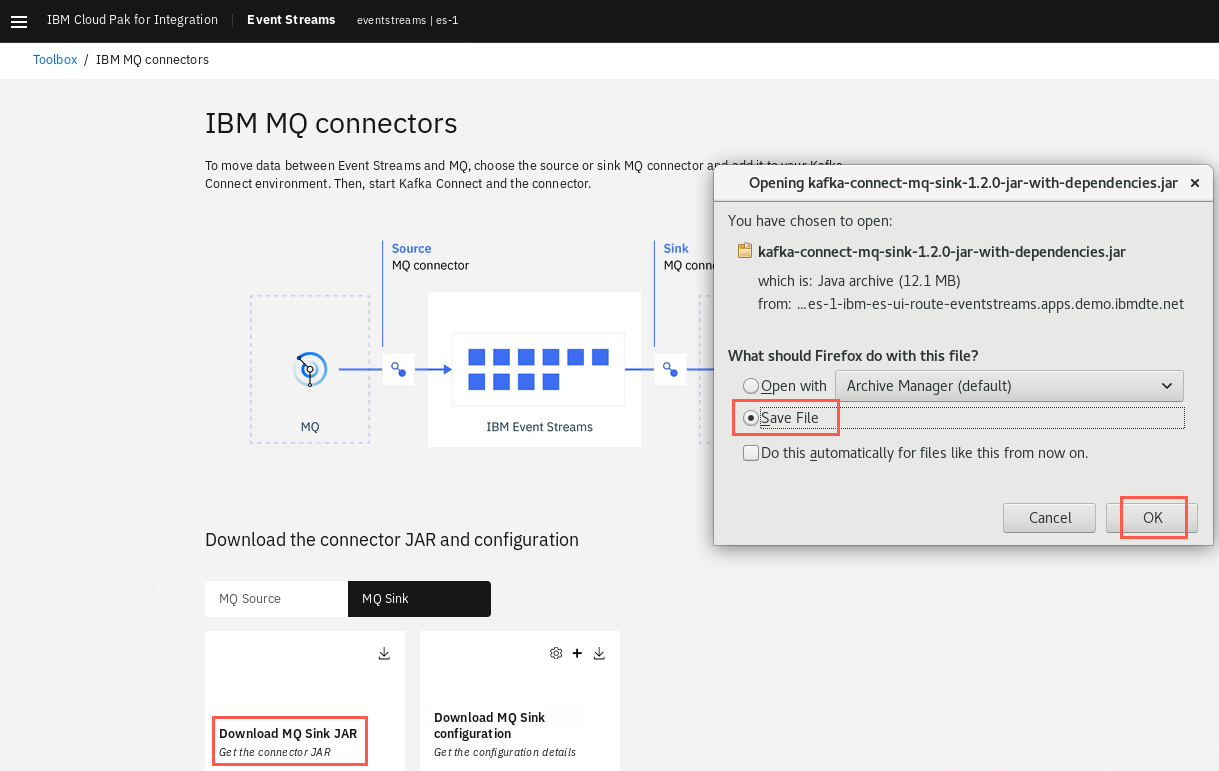 IBM Cloud Pak for Integration Event Streams eventstreams | es-1
Toolbox / IBM MQ connectors
IBM MQ connectors
To move data between Event Streams and MQ, choose the source or sink MQ connector and add it to your Kafka
Connect environment. Then, start Kafka Connect and the connector.
Source
MQ connector
Sink
MQ conn
MQ
IBM Event Streams
Download the connector JAR and configuration
MQ Source
MQ Sink
Download MQ Sink JAR
Get the connector JAR
Download MQ Sink
configuration
Get the configuration details
Opening kafka-connect-mq-sink-1.2.0-jar-with-dependencies.jar ×
You have chosen to open:
kafka-connect-mq-sink-1.2.0-jar-with-dependencies.jar
which is: Java archive (12.1 MB)
from: ...es-1-ibm-es-ui-route-eventstreams.apps.demo.ibmdte.net
What should Firefox do with this file?
Open with Archive Manager (default)
Save File
Do this automatically for files like this from now on.
Cancel OK